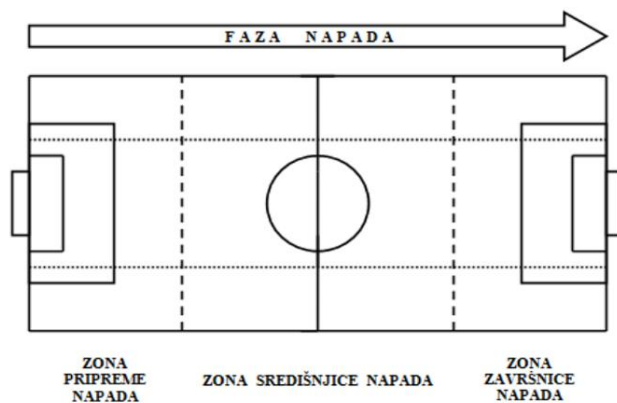 FAZA NAPADA
ZONA
PRIPREME
NAPADA
ZONA SREDIŠNJICE NAPADA
ZONA
ZAVRŠNICE
NAPADA